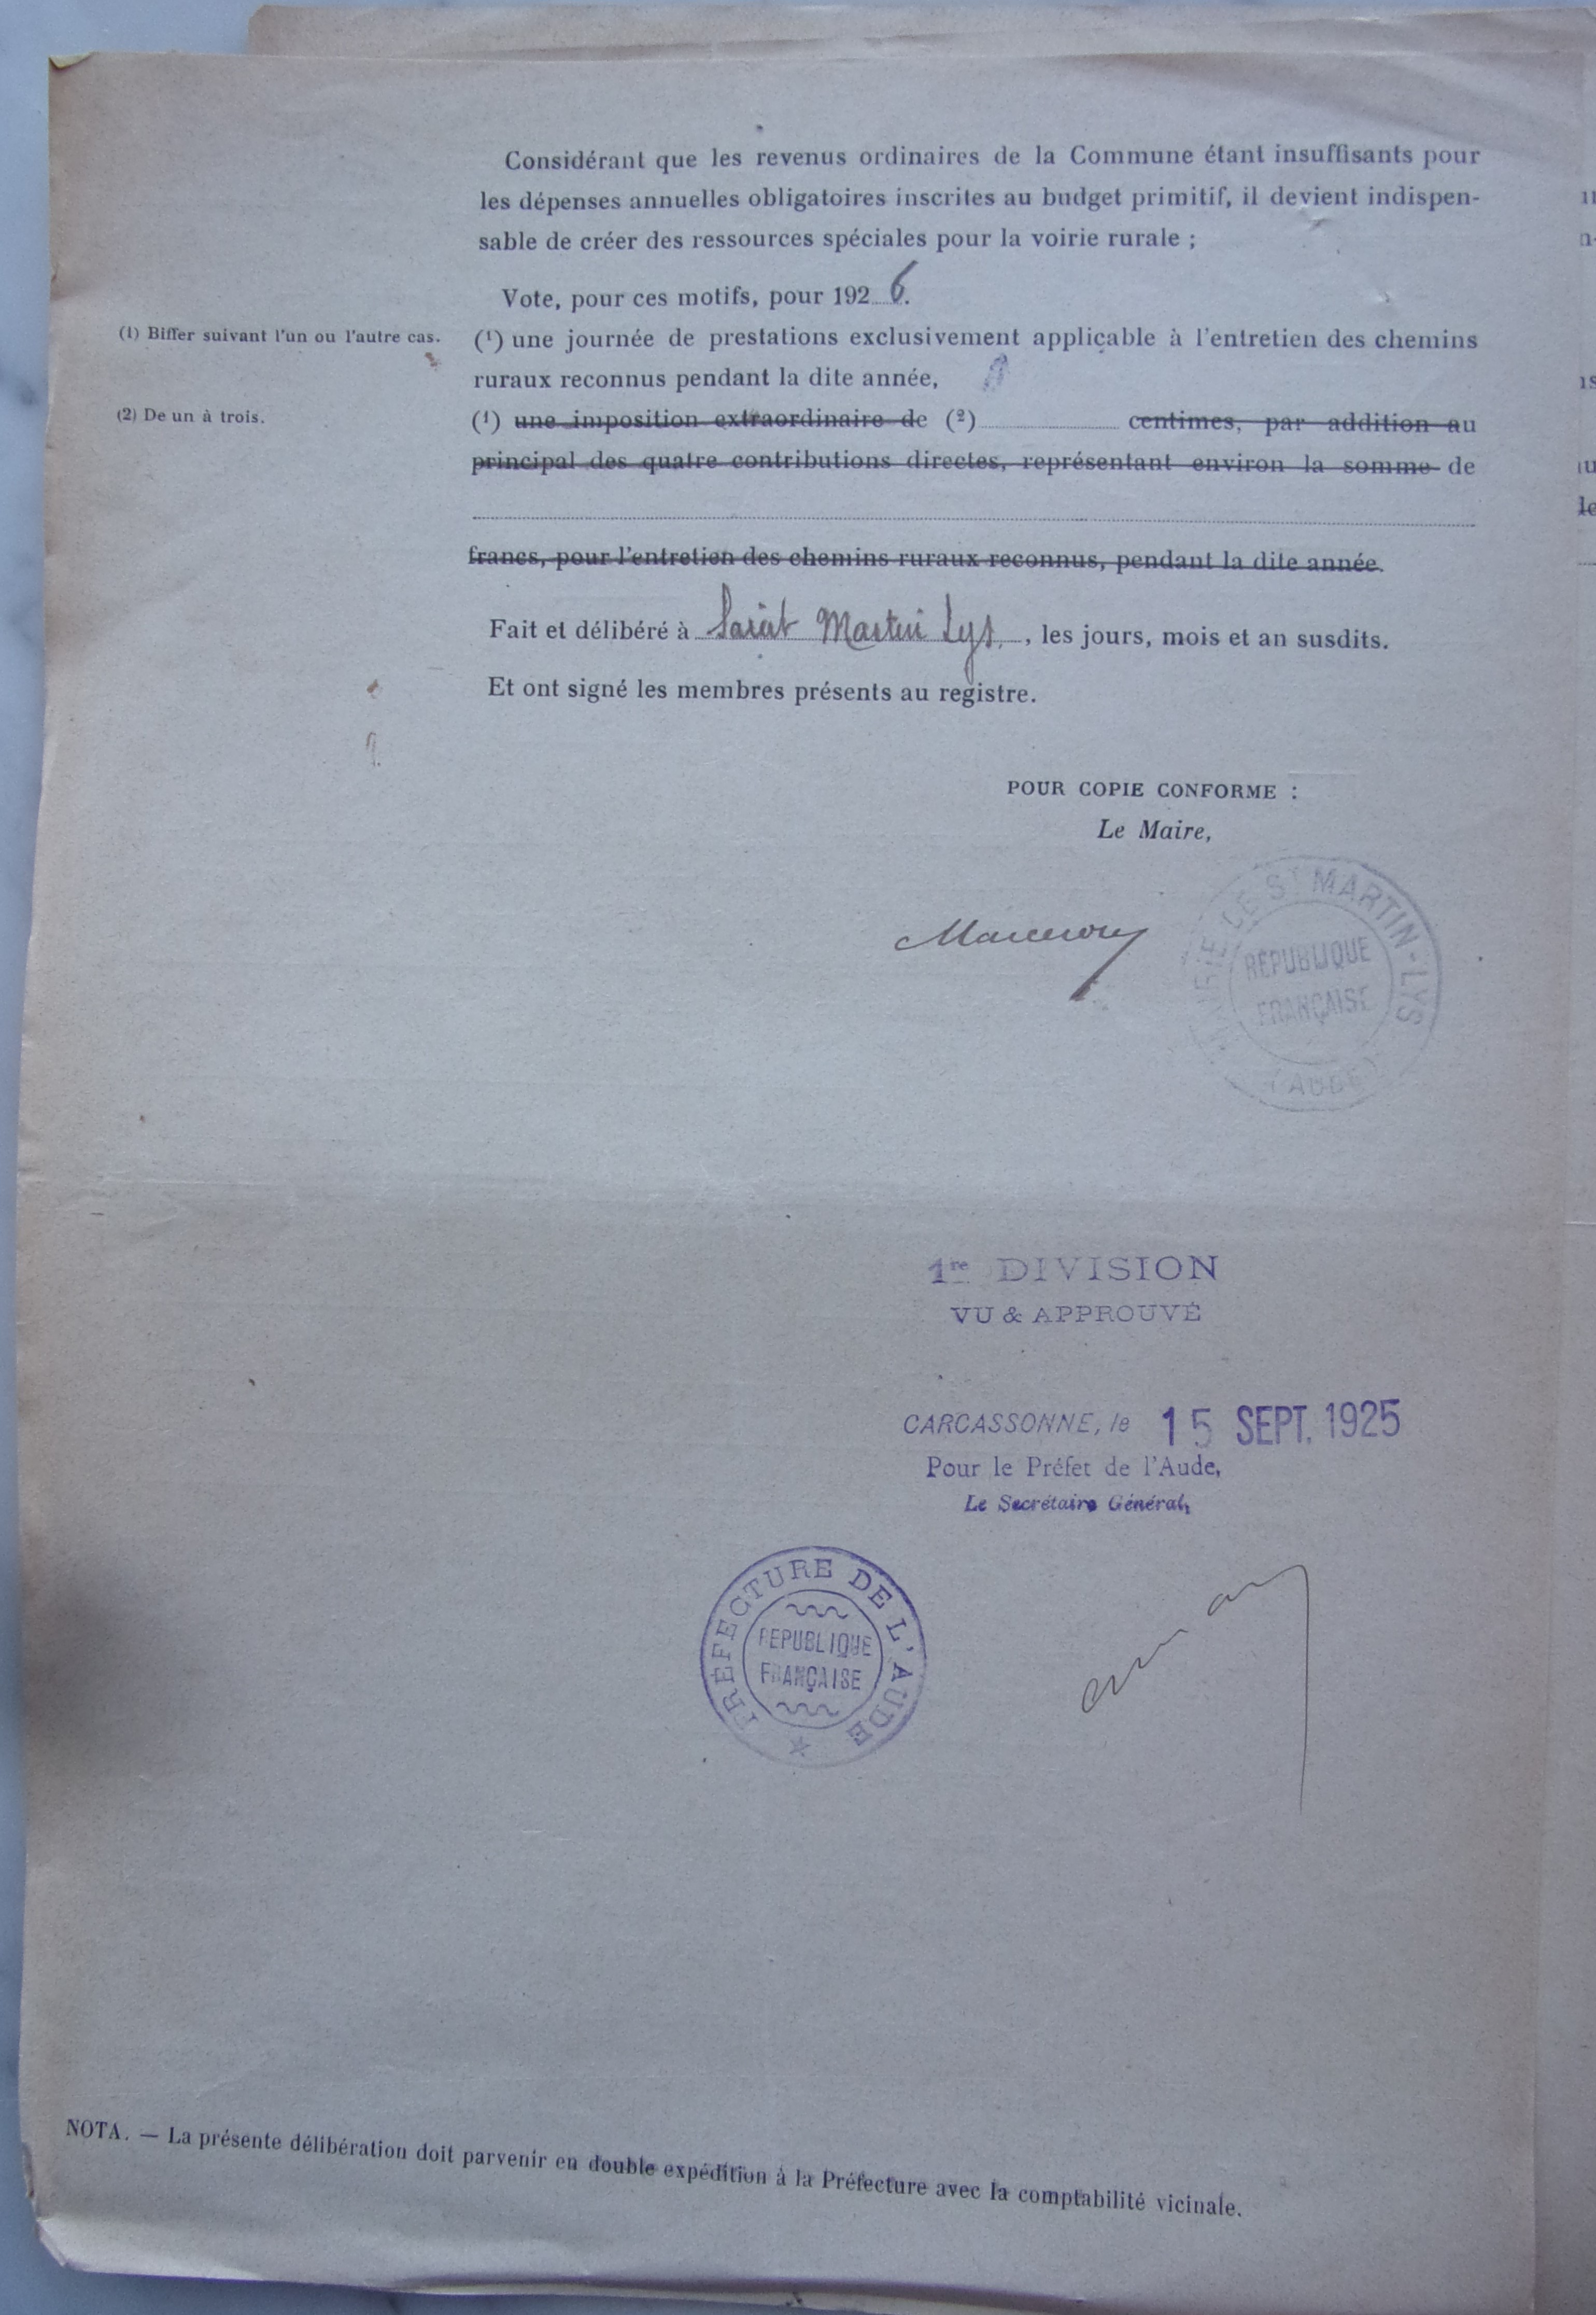 Considérant que les revenus ordinaires de la Commune étant insuffisants pour
les dépenses annuelles obligatoires inscrites au budget primitif, il devient indispen-
sable de créer des ressources spéciales pour la voirie rurale ;
Vote, pour ces motifs, pour 1926.
(1) Biffer suivant l'un ou l'autre cas.
(1) une journée de prestations exclusivement applicable à l'entretien des chemins
ruraux reconnus pendant la dite année,
(2) De un à trois.
(1) une imposition extraordinaire de (2) centimes, par addition au
principal des quatre contributions directes, représentant environ la somme de
francs, pour l'entretien des chemins ruraux reconnus, pendant la dite année.
Fait et délibéré à Saint Martin Lys, les jours, mois et an susdits.
Et ont signé les membres présents au registre.
POUR COPIE CONFORME :
Le Maire,
MAIRIE DE ST MARTIN-LYS
RÉPUBLIQUE
FRANÇAISE
(AUDE)
1re DIVISION
VU & APPROUVÉ
CARCASSONNE, le 15 SEPT. 1925
Pour le Préfet de l'Aude,
Le Secrétaire Général,
PRÉFECTURE DE L'AUDE
REPUBLIQUE
FRANÇAISE
NOTA. — La présente délibération doit parvenir en double expédition à la Préfecture avec la comptabilité vicinale.